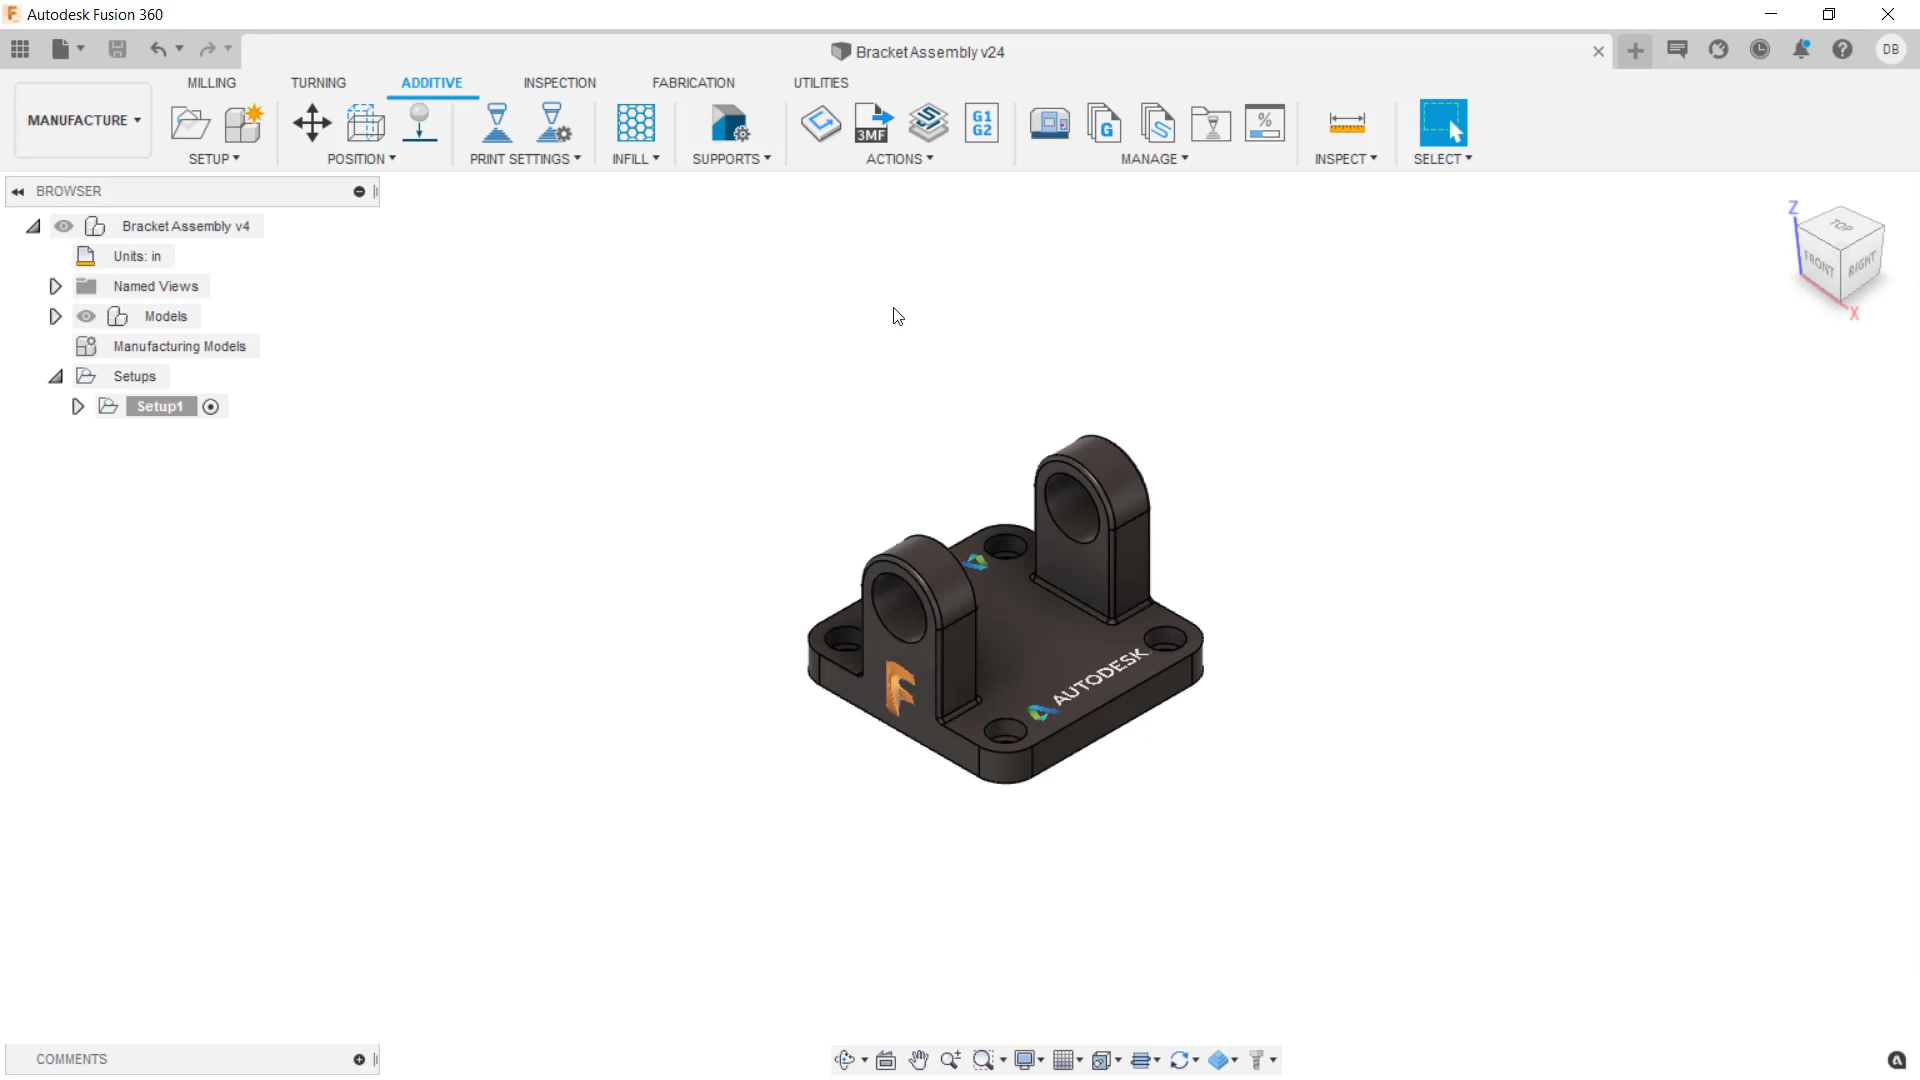 Autodesk Fusion 360
Bracket Assembly v24
DB
MILLING
TURNING
ADDITIVE
INSPECTION
FABRICATION
UTILITIES
MANUFACTURE
3MF
G1
G2
G
%
SETUP
POSITION
PRINT SETTINGS
INFILL
SUPPORTS
ACTIONS
MANAGE
INSPECT
SELECT
BROWSER
Bracket Assembly v4
Units: in
Named Views
Models
Manufacturing Models
Setups
Setup1
Z
TOP
FRONT
RIGHT
X
F
AUTODESK
COMMENTS